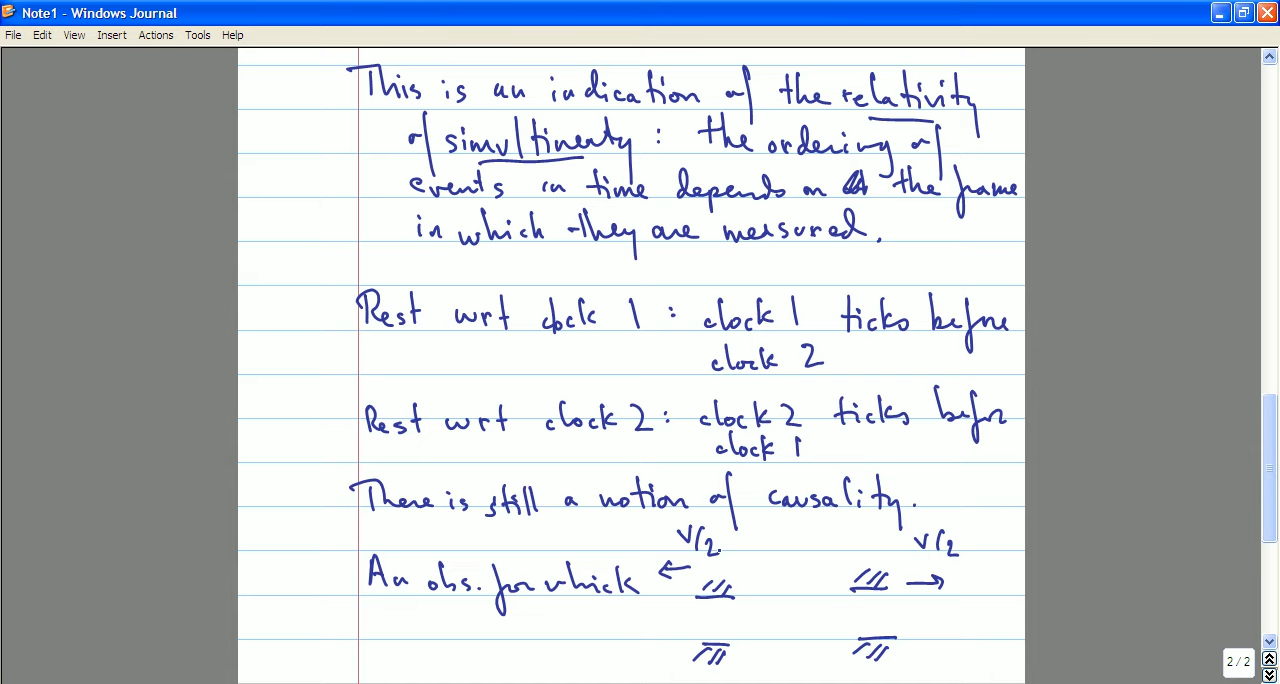 Note1 - Windows Journal
File Edit View Insert Actions Tools Help
This is an indication of the relativity
of simultinenty : the ordering of
events in time depends on the frame
in which they are measured.
Rest wrt clock 1 : clock 1 ticks before
clock 2
Rest wrt clock 2 : clock 2 ticks before
clock 1
There is still a notion of causality.
v/2 v/2
An obs. for which
2 / 2